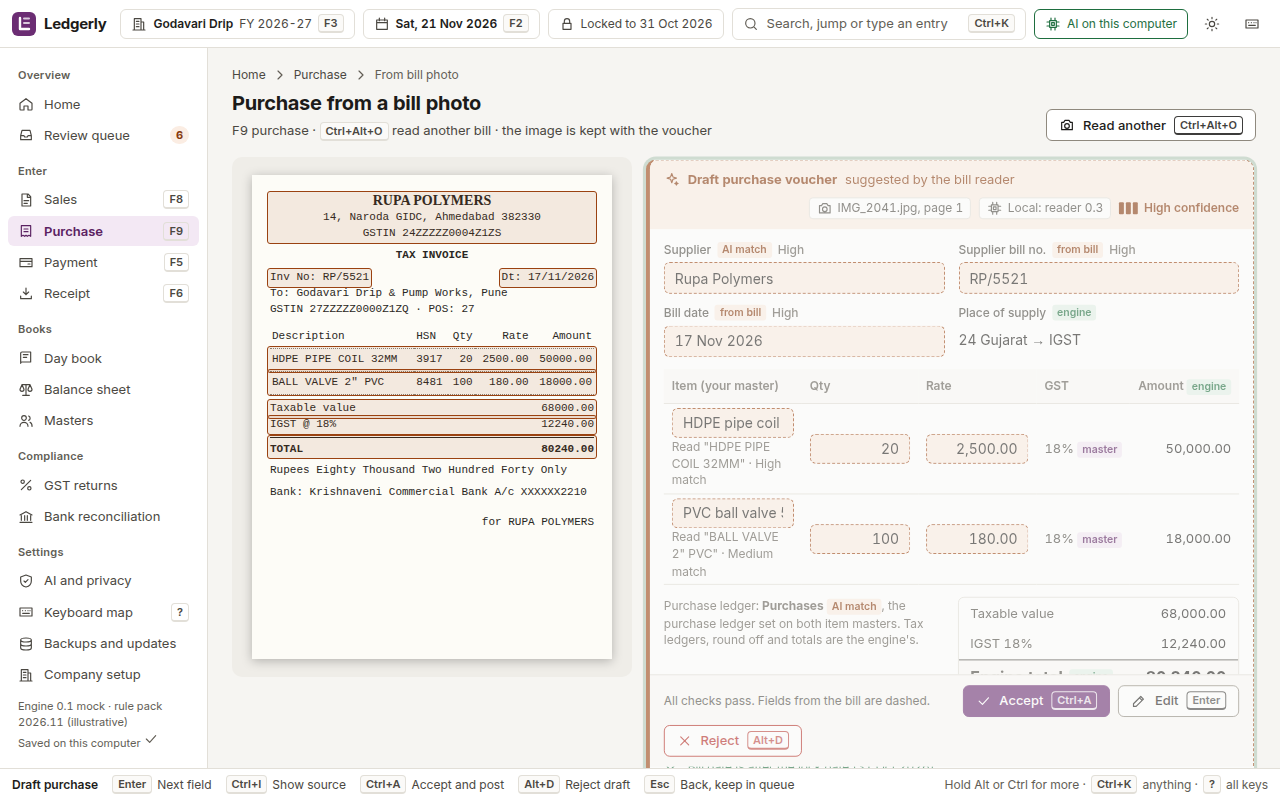 Ledgerly
Godavari Drip FY 2026-27 F3
Sat, 21 Nov 2026 F2
Locked to 31 Oct 2026
Search, jump or type an entry Ctrl+K
AI on this computer
Overview
Home
Review queue 6
Enter
Sales F8
Purchase F9
Payment F5
Receipt F6
Books
Day book
Balance sheet
Masters
Compliance
GST returns
Bank reconciliation
Settings
AI and privacy
Keyboard map ?
Backups and updates
Company setup
Engine 0.1 mock · rule pack
2026.11 (illustrative)
Saved on this computer
Home > Purchase > From bill photo
Purchase from a bill photo
F9 purchase · Ctrl+Alt+O read another bill · the image is kept with the voucher
Read another Ctrl+Alt+O
RUPA POLYMERS
14, Naroda GIDC, Ahmedabad 382330
GSTIN 24ZZZZZ0004Z1ZS
TAX INVOICE
Inv No: RP/5521 Dt: 17/11/2026
To: Godavari Drip & Pump Works, Pune
GSTIN 27ZZZZZ0000Z1ZQ · POS: 27
Description HSN Qty Rate Amount
HDPE PIPE COIL 32MM 3917 20 2500.00 50000.00
BALL VALVE 2" PVC 8481 100 180.00 18000.00
Taxable value 68000.00
IGST @ 18% 12240.00
TOTAL 80240.00
Rupees Eighty Thousand Two Hundred Forty Only
Bank: Krishnaveni Commercial Bank A/c XXXXXX2210
for RUPA POLYMERS
Draft purchase voucher suggested by the bill reader
IMG_2041.jpg, page 1 Local: reader 0.3 High confidence
Supplier AI match High
Rupa Polymers
Supplier bill no. from bill High
RP/5521
Bill date from bill High
17 Nov 2026
Place of supply engine
24 Gujarat → IGST
Item (your master) Qty Rate GST Amount engine
HDPE pipe coil 20 2,500.00 18% master 50,000.00
Read "HDPE PIPE
COIL 32MM" · High
match
PVC ball valve 100 180.00 18% master 18,000.00
Read "BALL VALVE
2" PVC" · Medium
match
Purchase ledger: Purchases AI match, the
purchase ledger set on both item masters. Tax
ledgers, round off and totals are the engine's.
Taxable value 68,000.00
IGST 18% 12,240.00
All checks pass. Fields from the bill are dashed.
Accept Ctrl+A
Edit Enter
Reject Alt+D
Draft purchase Enter Next field Ctrl+I Show source Ctrl+A Accept and post Alt+D Reject draft Esc Back, keep in queue
Hold Alt or Ctrl for more · Ctrl+K anything · ? all keys